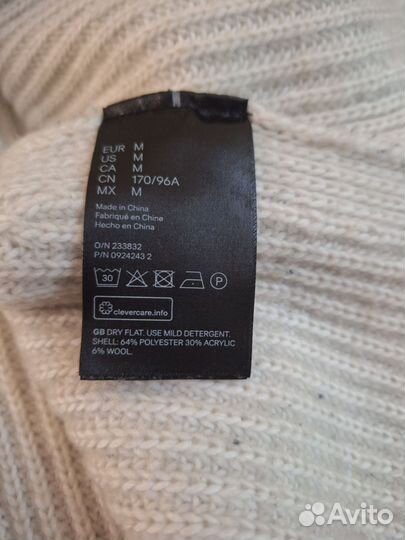 EUR M
US M
CA M
CN 170/96A
MX M
Made in China
Fabriqué en Chine
Hecho en China
O/N 233832
P/N 0924243 2
30 P
clevercare.info
GB DRY FLAT. USE MILD DETERGENT.
SHELL: 64% POLYESTER 30% ACRYLIC
6% WOOL.
Avito